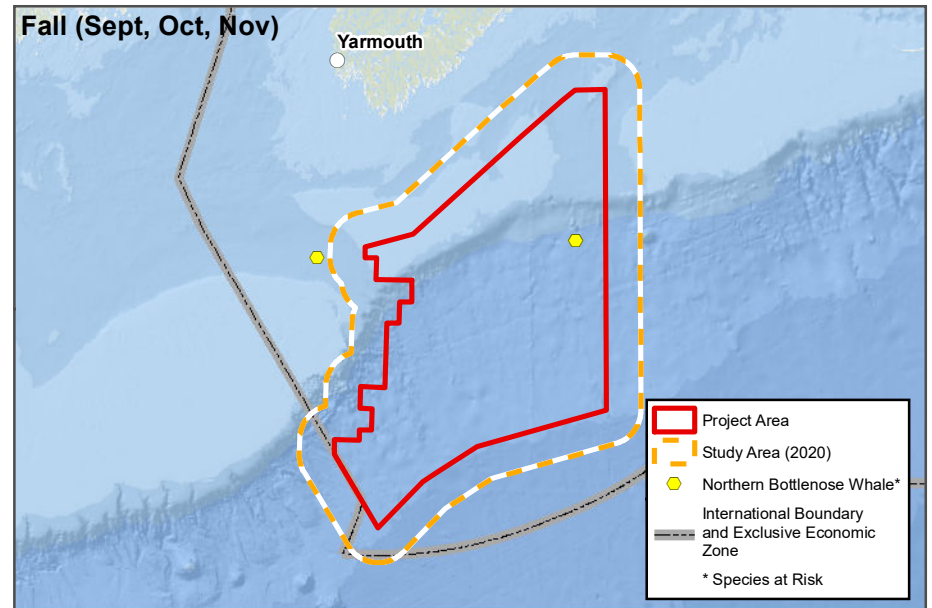 Fall (Sept, Oct, Nov)
Yarmouth
Project Area
Study Area (2020)
Northern Bottlenose Whale*
International Boundary
and Exclusive Economic
Zone
* Species at Risk